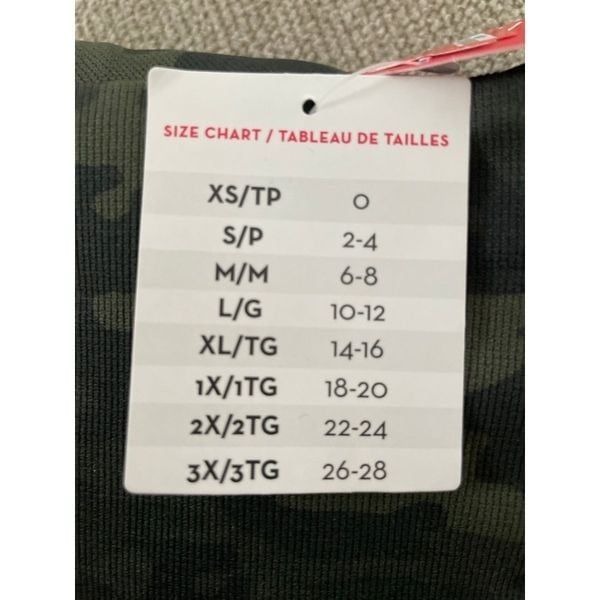 SIZE CHART / TABLEAU DE TAILLES
XS/TP 0
S/P 2-4
M/M 6-8
L/G 10-12
XL/TG 14-16
1X/1TG 18-20
2X/2TG 22-24
3X/3TG 26-28